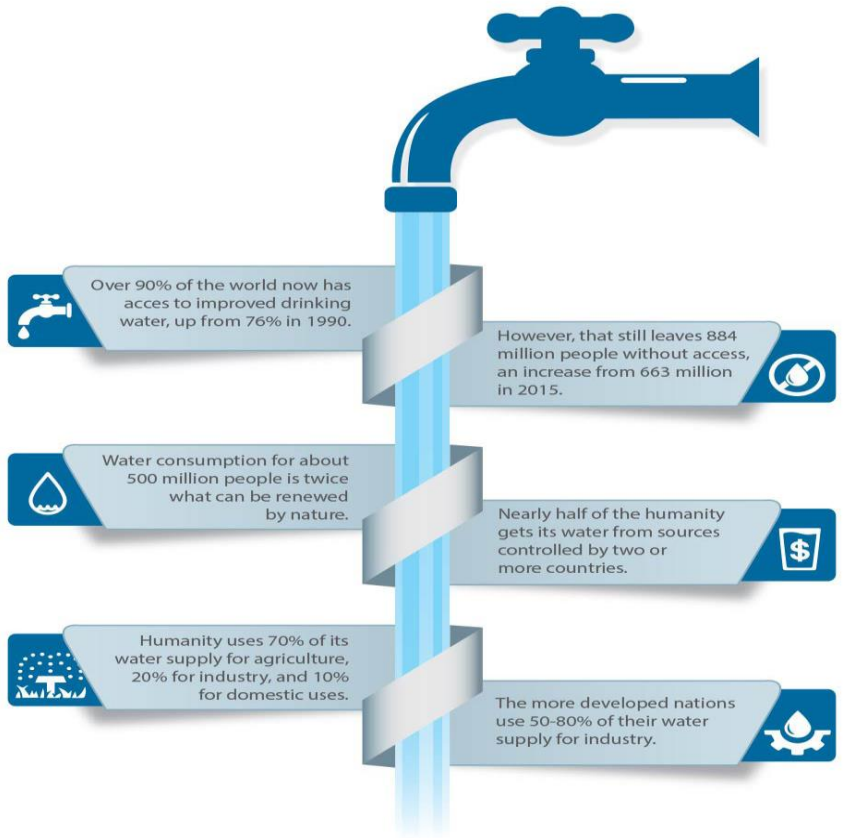 Over 90% of the world now has
acces to improved drinking
water, up from 76% in 1990.
However, that still leaves 884
million people without access,
an increase from 663 million
in 2015.
Water consumption for about
500 million people is twice
what can be renewed
by nature.
Nearly half of the humanity
gets its water from sources
controlled by two or
more countries.
$
Humanity uses 70% of its
water supply for agriculture,
20% for industry, and 10%
for domestic uses.
The more developed nations
use 50-80% of their water
supply for industry.